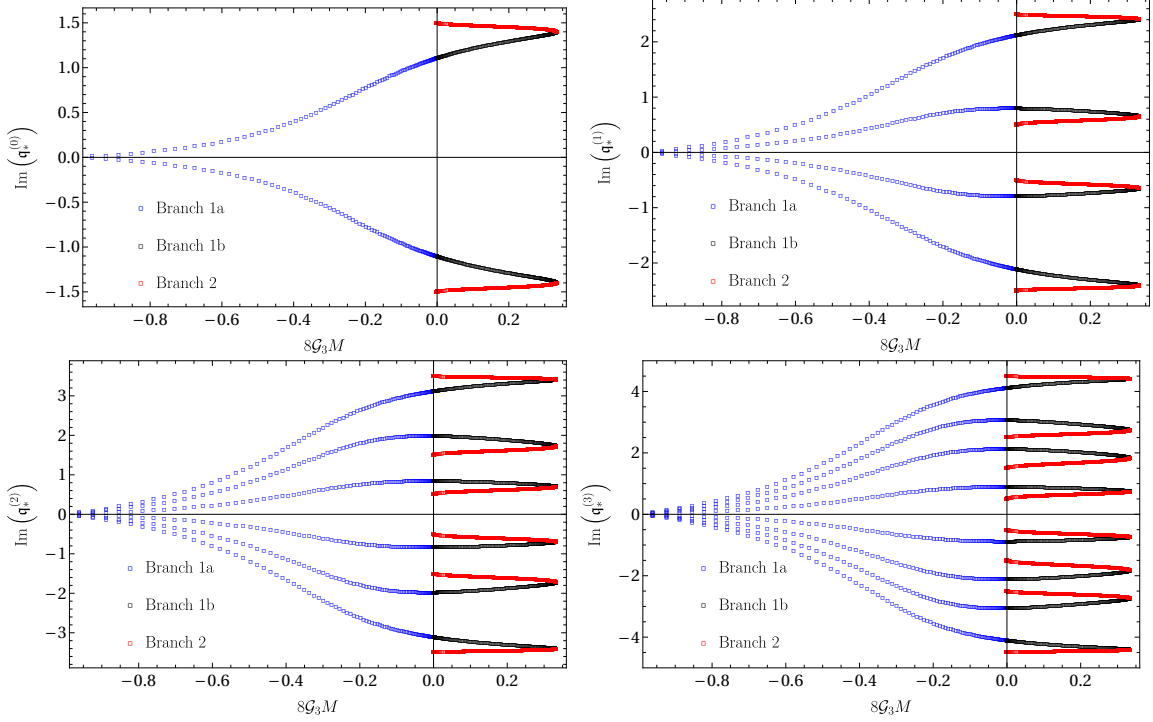 1.5
1.0
0.5
0.0
−0.5
−1.0
−1.5
Im (𝔮∗^(0))
Branch 1a
Branch 1b
Branch 2
−0.8 −0.6 −0.4 −0.2 0.0 0.2
8𝒢₃M
2
1
0
−1
−2
Im (𝔮∗^(1))
Branch 1a
Branch 1b
Branch 2
−0.8 −0.6 −0.4 −0.2 0.0 0.2
8𝒢₃M
3
2
1
0
−1
−2
−3
Im (𝔮∗^(2))
Branch 1a
Branch 1b
Branch 2
−0.8 −0.6 −0.4 −0.2 0.0 0.2
8𝒢₃M
4
2
0
−2
−4
Im (𝔮∗^(3))
Branch 1a
Branch 1b
Branch 2
−0.8 −0.6 −0.4 −0.2 0.0 0.2
8𝒢₃M